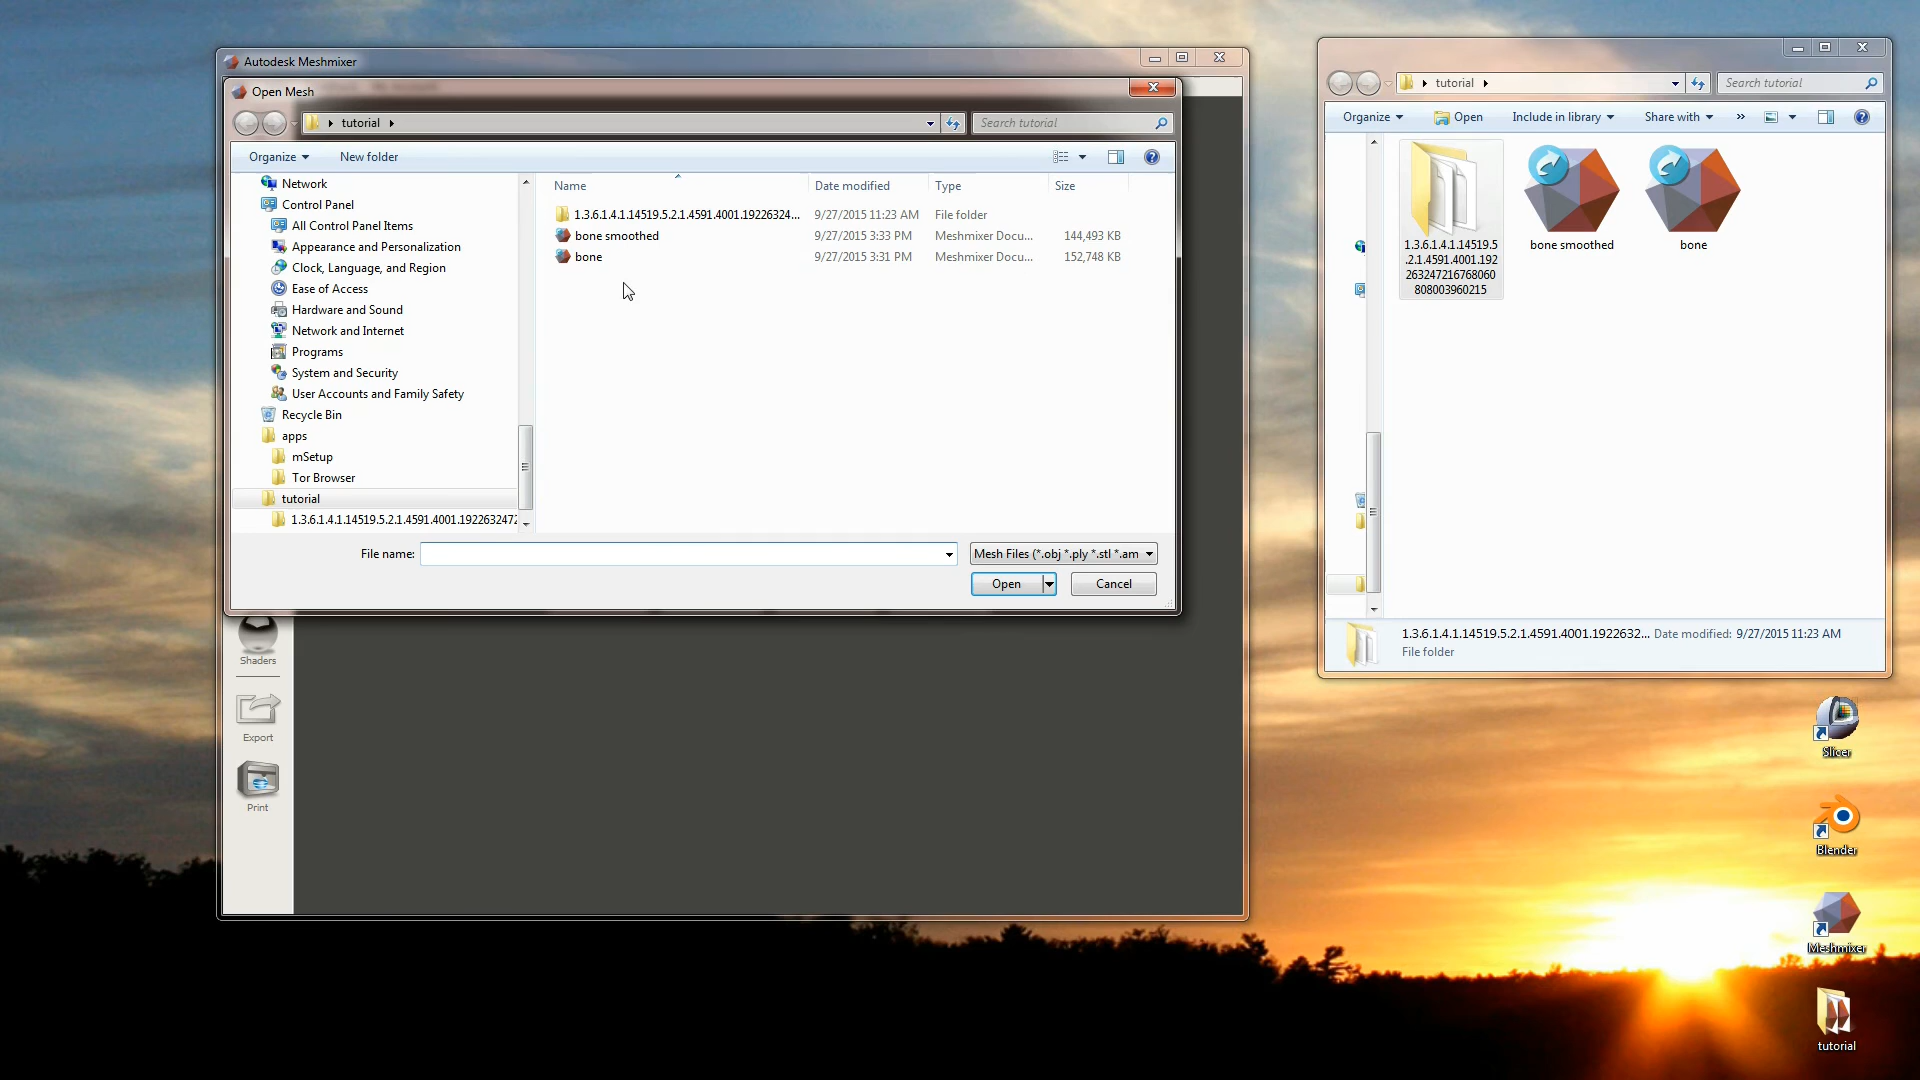 Autodesk Meshmixer
Open Mesh
tutorial
Search tutorial
Organize
New folder
Name
Date modified
Type
Size
1.3.6.1.4.1.14519.5.2.1.4591.4001.19226324... 9/27/2015 11:23 AM File folder
bone smoothed 9/27/2015 3:33 PM Meshmixer Docu... 144,493 KB
bone 9/27/2015 3:31 PM Meshmixer Docu... 152,748 KB
Network
Control Panel
All Control Panel Items
Appearance and Personalization
Clock, Language, and Region
Ease of Access
Hardware and Sound
Network and Internet
Programs
System and Security
User Accounts and Family Safety
Recycle Bin
apps
mSetup
Tor Browser
tutorial
1.3.6.1.4.1.14519.5.2.1.4591.4001.192263247
File name:
Mesh Files (*.obj *.ply *.stl *.am
Open
Cancel
Shaders
Export
Print
tutorial
Search tutorial
Organize
Open
Include in library
Share with
»
1.3.6.1.4.1.14519.5
.2.1.4591.4001.192
263247216768060
808003960215
bone smoothed
bone
1.3.6.1.4.1.14519.5.2.1.4591.4001.1922632... Date modified: 9/27/2015 11:23 AM
File folder
Slicer
Blender
Meshmixer
tutorial